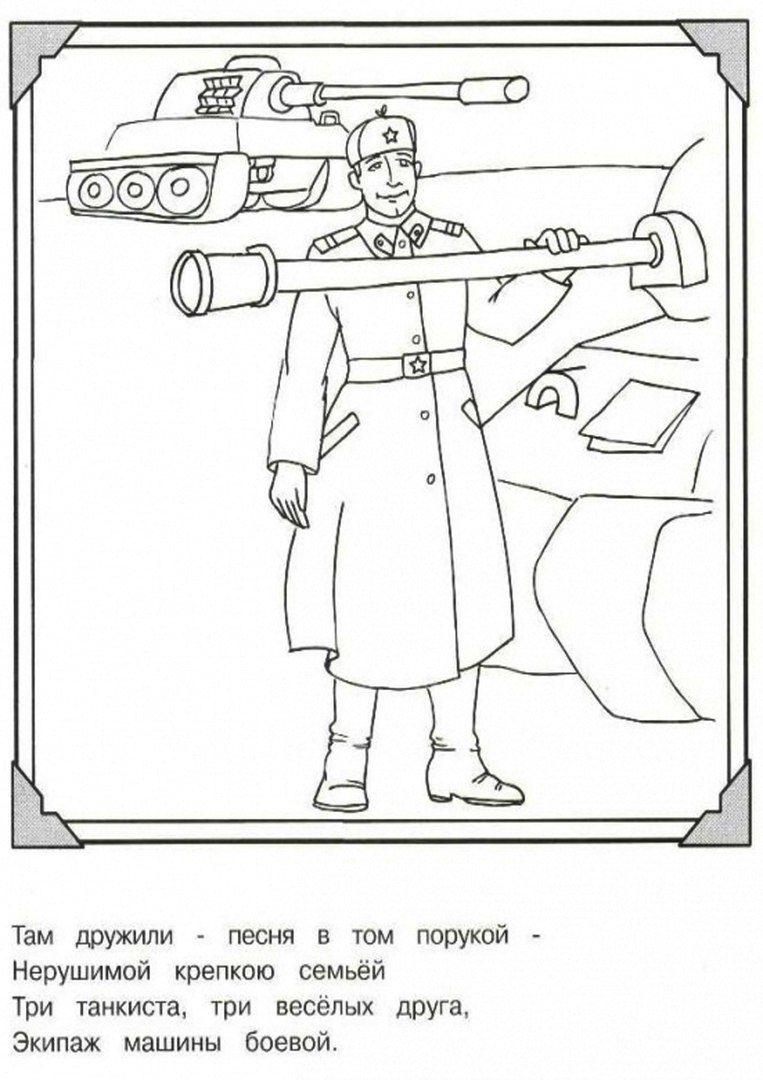 Там дружили - песня в том порукой -
Нерушимой крепкою семьёй
Три танкиста, три весёлых друга,
Экипаж машины боевой.